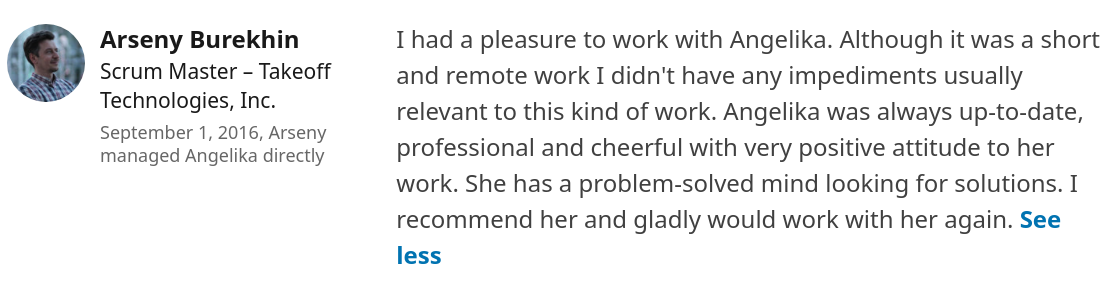 Arseny Burekhin
Scrum Master – Takeoff
Technologies, Inc.
September 1, 2016, Arseny
managed Angelika directly
I had a pleasure to work with Angelika. Although it was a short
and remote work I didn't have any impediments usually
relevant to this kind of work. Angelika was always up-to-date,
professional and cheerful with very positive attitude to her
work. She has a problem-solved mind looking for solutions. I
recommend her and gladly would work with her again. See
less